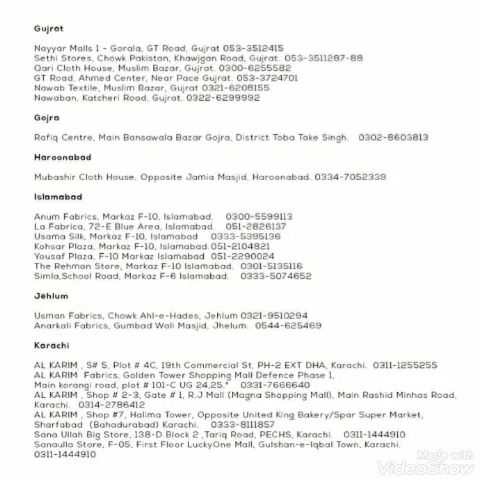 Gujrat
Nayyar Malls 1 - Gorala, GT Road, Gujrat 053-3512415
Sethi Stores, Chowk Pakistan, Khawjgan Road, Gujrat. 053-3511287-88
Qari Cloth House, Muslim Bazar, Gujrat. 0300-6255582
GT Road, Ahmed Center, Near Pace Gujrat. 053-3724701
Nawab Textile, Muslim Bazar, Gujrat 0321-6208155
Nawaban, Katcheri Road, Gujrat. 0322-6299992
Gojra
Rafiq Centre, Main Bansawala Bazar Gojra, District Toba Take Singh. 0302-8603813
Haroonabad
Mubashir Cloth House, Opposite Jamia Masjid, Haroonabad. 0334-7052339
Islamabad
Anum Fabrics, Markaz F-10, Islamabad. 0300-5599113
La Fabrica, 72-E Blue Area, Islamabad. 051-2826137
Usama Silk, Markaz F-10, Islamabad 0333-5395136
Kohsar Plaza, Markaz F-10, Islamabad. 051-2104821
Yousaf Plaza, F-10 Markaz Islamabad 051-2290024
The Rehman Store, Markaz F-10 Islamabad. 0301-5135116
Simla,School Road, Markaz F-6 Islamabad. 0333-5074652
Jehlum
Usman Fabrics, Chowk Ahl-e-Hades, Jehlum 0321-9510294
Anarkali Fabrics, Gumbad Wali Masjid, Jhelum. 0544-625469
Karachi
AL KARIM , S# 5, Plot # 4C, 19th Commercial St, PH-2 EXT DHA, Karachi. 0311-1255255
AL KARIM Fabrics, Golden Tower Shopping Mall Defence Phase 1,
Main korangi road, plot # 101-C UG 24,25.* 0331-7666640
AL KARIM , Shop # 2-3, Gate # 1, R.J Mall (Magna Shopping Mall), Main Rashid Minhas Road,
Karachi. 0314-2786412
AL KARIM , Shop #7, Halima Tower, Opposite United King Bakery/Spar Super Market,
Sharfabad (Bahadurabad) Karachi. 0333-8111857
Sana Ullah Big Store, 138-D Block 2 ,Tariq Road, PECHS, Karachi. 0311-1444910
Sanaulla Store, F-05, First Floor LuckyOne Mall, Gulshan-e-Iqbal Town, Karachi.
0311-1444910
Made with
VideoShow